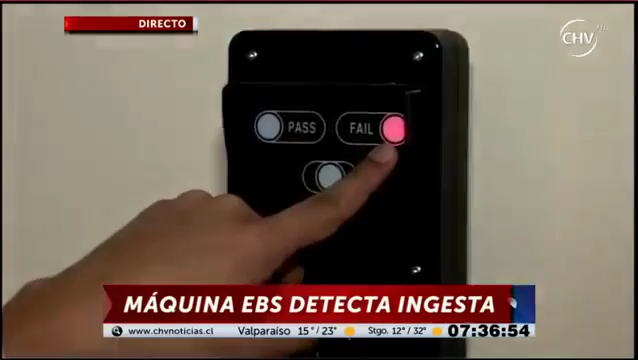 DIRECTO
CHV
PASS
FAIL
MÁQUINA EBS DETECTA INGESTA
www.chvnoticias.cl Valparaíso 15°/23° Stgo. 12°/32° 07:36:54